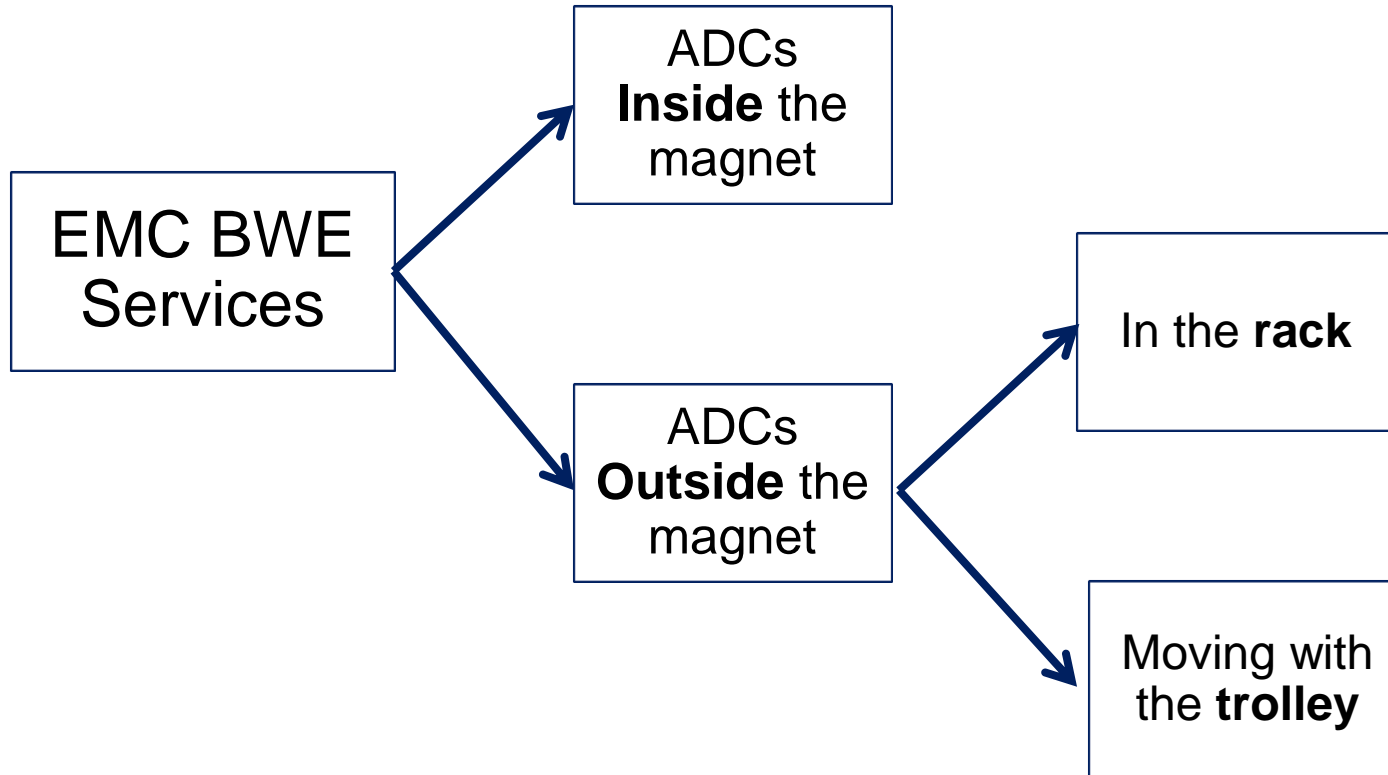 EMC BWE
Services
ADCs
Inside the
magnet
ADCs
Outside the
magnet
In the rack
Moving with
the trolley